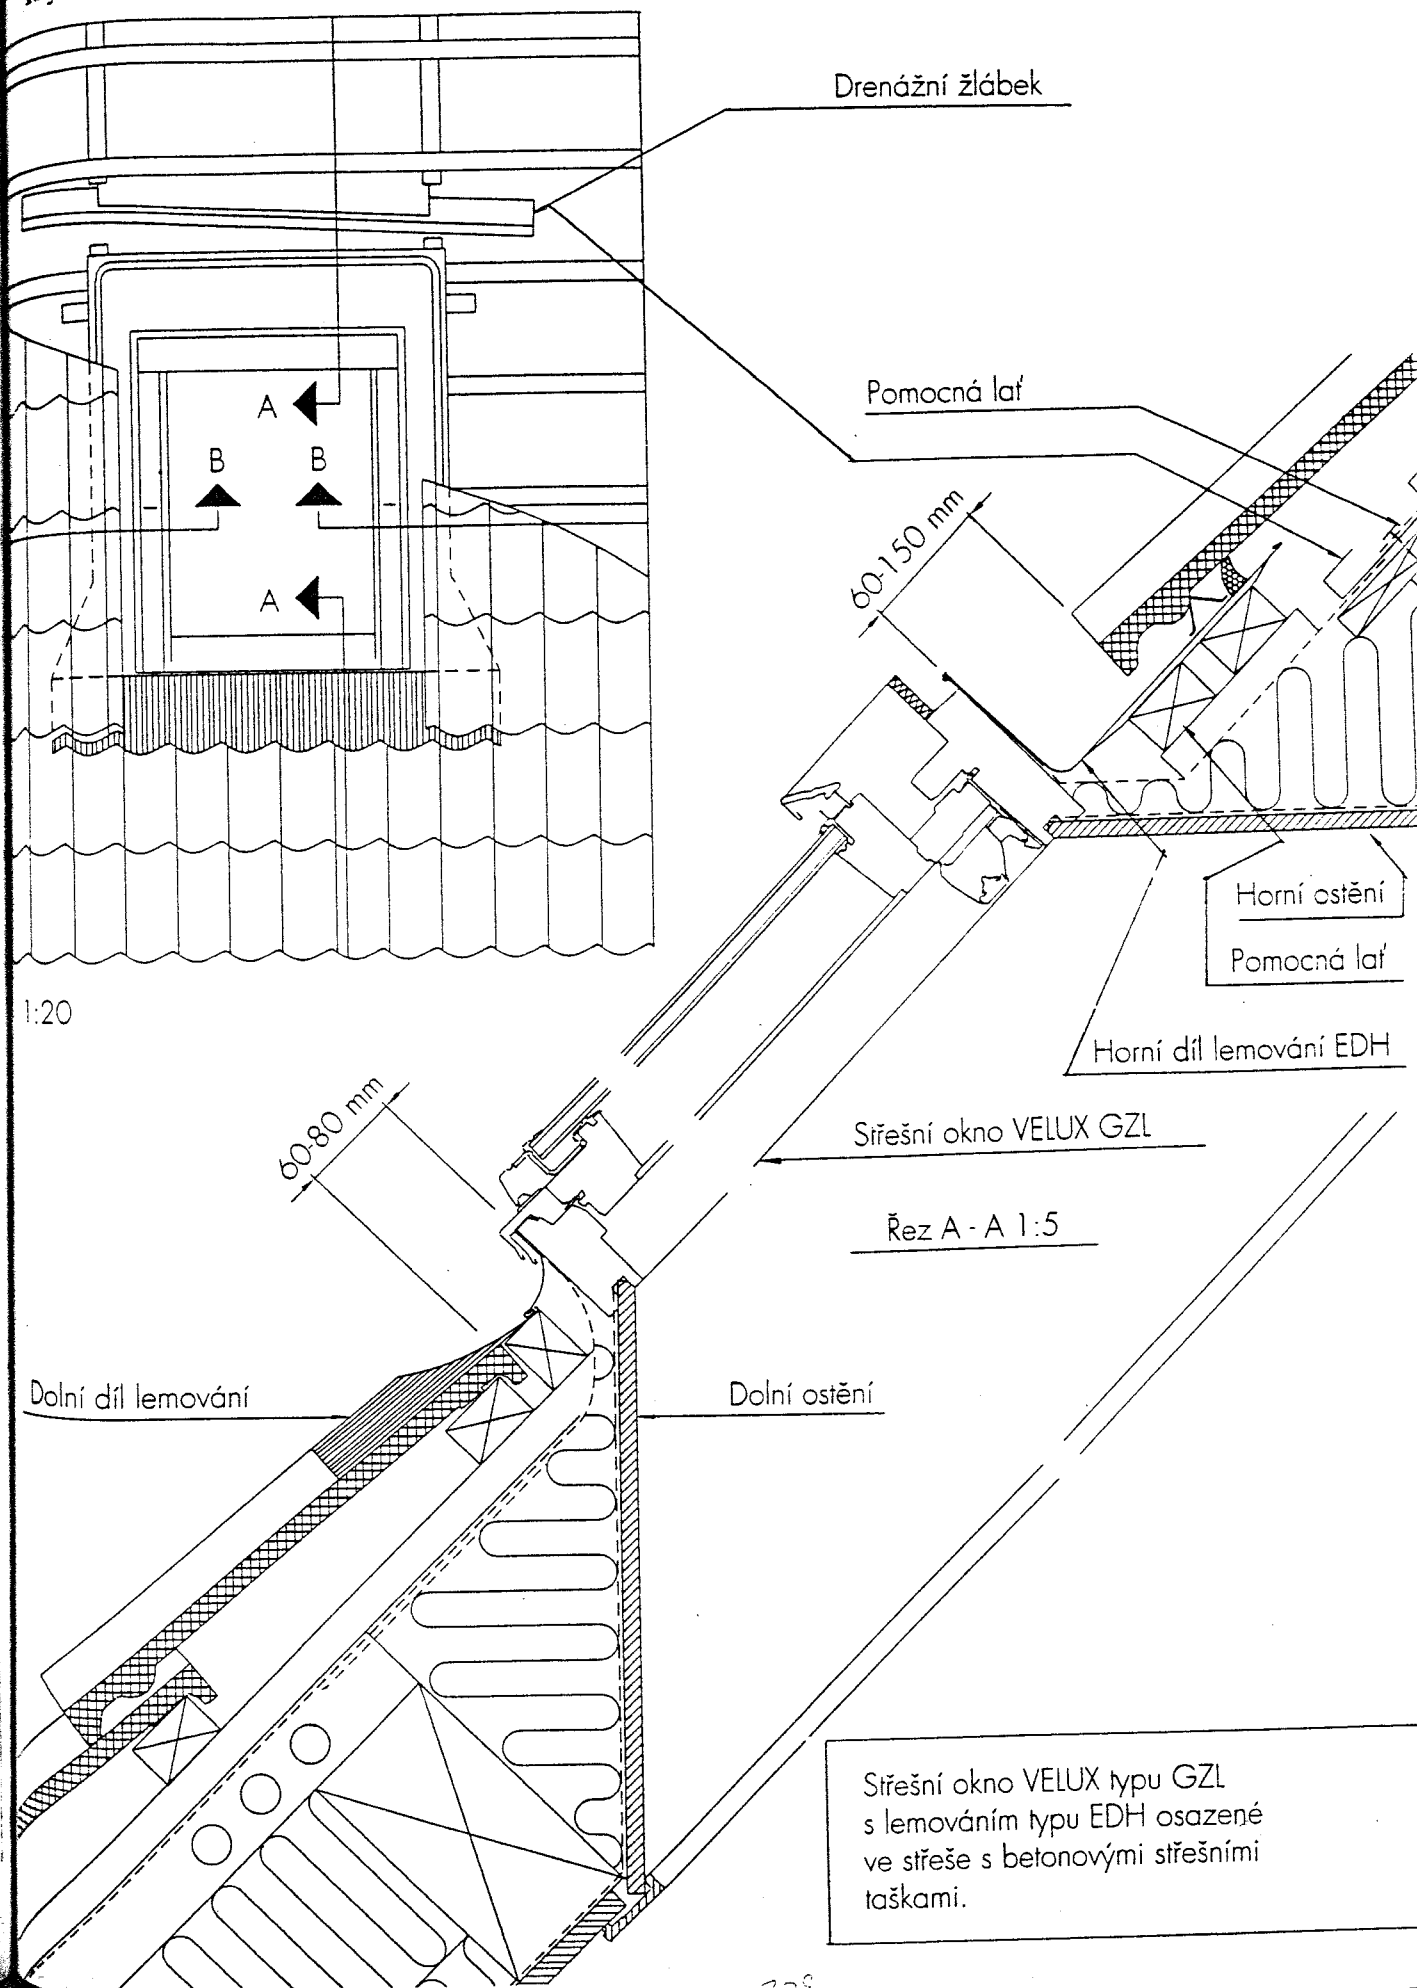 Drenážní žlábek
Pomocná lať
A
B B
A
60-150 mm
Horní ostění
Pomocná lať
1:20
Horní díl lemování EDH
60-80 mm
Střešní okno VELUX GZL
Řez A - A 1:5
Dolní díl lemování
Dolní ostění
Střešní okno VELUX typu GZL
s lemováním typu EDH osazené
ve střeše s betonovými střešními
taškami.